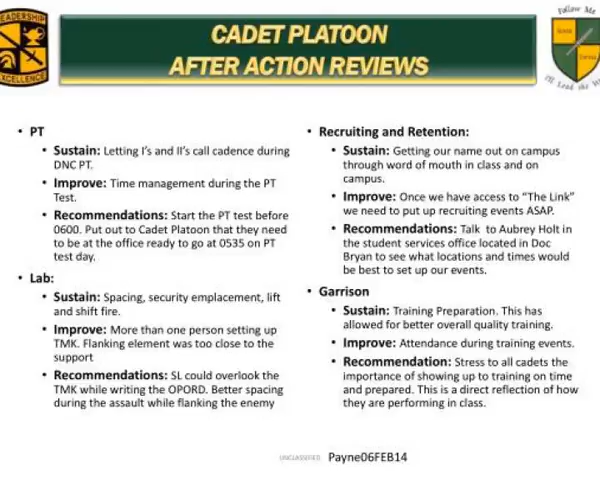 LEADERSHIP
EXCELLENCE
CADET PLATOON
AFTER ACTION REVIEWS
Follow Me
• PT
• Sustain: Letting I's and II's call cadence during
DNC PT.
• Improve: Time management during the PT
Test.
• Recommendations: Start the PT test before
0600. Put out to Cadet Platoon that they need
to be at the office ready to go at 0535 on PT
test day.
• Lab:
• Sustain: Spacing, security emplacement, lift
and shift fire.
• Improve: More than one person setting up
TMK. Flanking element was too close to the
support
• Recommendations: SL could overlook the
TMK while writing the OPORD. Better spacing
during the assault while flanking the enemy
• Recruiting and Retention:
• Sustain: Getting our name out on campus
through word of mouth in class and on
campus.
• Improve: Once we have access to “The Link”
we need to put up recruiting events ASAP.
• Recommendations: Talk to Aubrey Holt in
the student services office located in Doc
Bryan to see what locations and times would
be best to set up our events.
• Garrison
• Sustain: Training Preparation. This has
allowed for better overall quality training.
• Improve: Attendance during training events.
• Recommendation: Stress to all cadets the
importance of showing up to training on time
and prepared. This is a direct reflection of how
they are performing in class.
UNCLASSIFIED Payne06FEB14